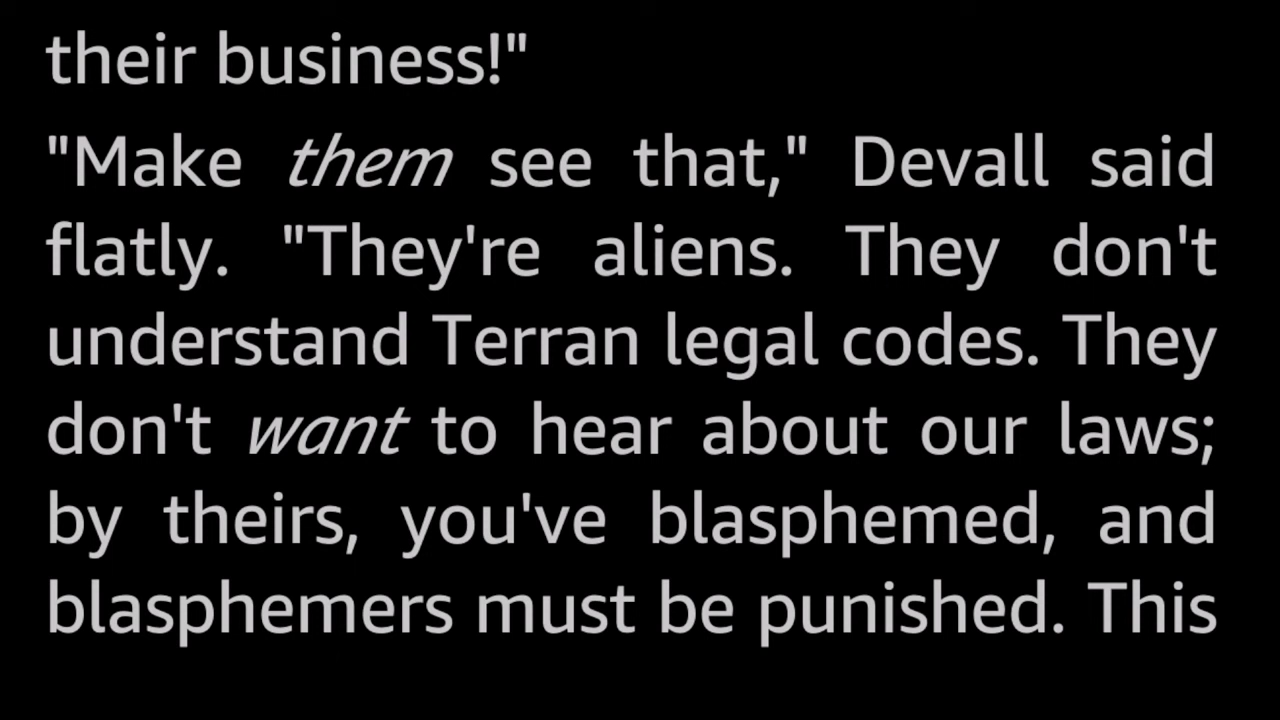 their business!"
"Make them see that," Devall said
flatly. "They're aliens. They don't
understand Terran legal codes. They
don't want to hear about our laws;
by theirs, you've blasphemed, and
blasphemers must be punished. This